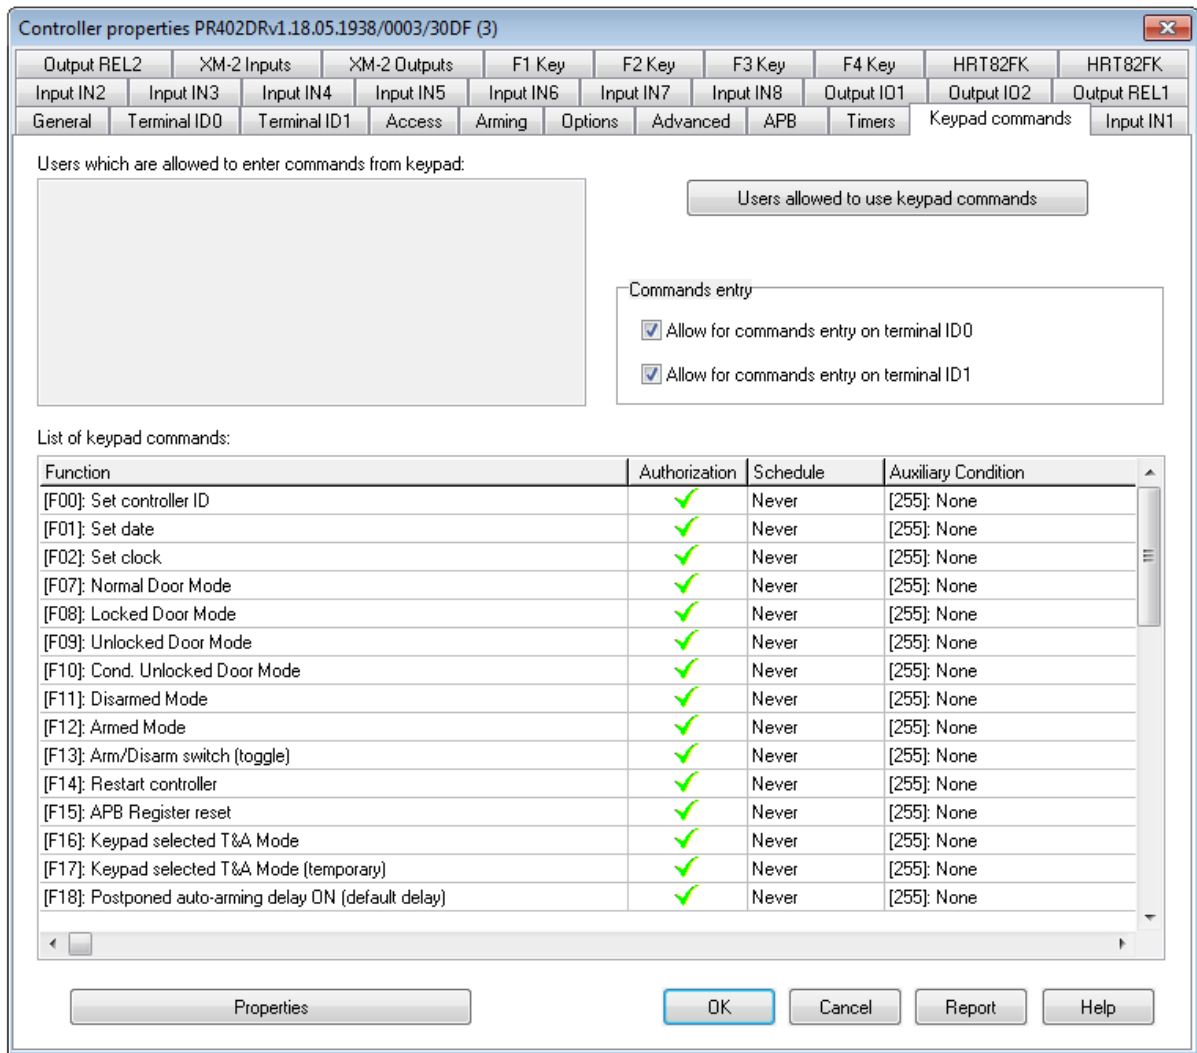 Controller properties PR402DRv1.18.05.1938/0003/30DF (3)
Output REL2 XM-2 Inputs XM-2 Outputs F1 Key F2 Key F3 Key F4 Key HRT82FK HRT82FK
Input IN2 Input IN3 Input IN4 Input IN5 Input IN6 Input IN7 Input IN8 Output IO1 Output IO2 Output REL1
General Terminal ID0 Terminal ID1 Access Arming Options Advanced APB Timers Keypad commands Input IN1
Users which are allowed to enter commands from keypad:
Users allowed to use keypad commands
Commands entry
Allow for commands entry on terminal ID0
Allow for commands entry on terminal ID1
List of keypad commands:
Function Authorization Schedule Auxiliary Condition
[F00]: Set controller ID Never [255]: None
[F01]: Set date Never [255]: None
[F02]: Set clock Never [255]: None
[F07]: Normal Door Mode Never [255]: None
[F08]: Locked Door Mode Never [255]: None
[F09]: Unlocked Door Mode Never [255]: None
[F10]: Cond. Unlocked Door Mode Never [255]: None
[F11]: Disarmed Mode Never [255]: None
[F12]: Armed Mode Never [255]: None
[F13]: Arm/Disarm switch (toggle) Never [255]: None
[F14]: Restart controller Never [255]: None
[F15]: APB Register reset Never [255]: None
[F16]: Keypad selected T&A Mode Never [255]: None
[F17]: Keypad selected T&A Mode (temporary) Never [255]: None
[F18]: Postponed auto-arming delay ON (default delay) Never [255]: None
Properties OK Cancel Report Help